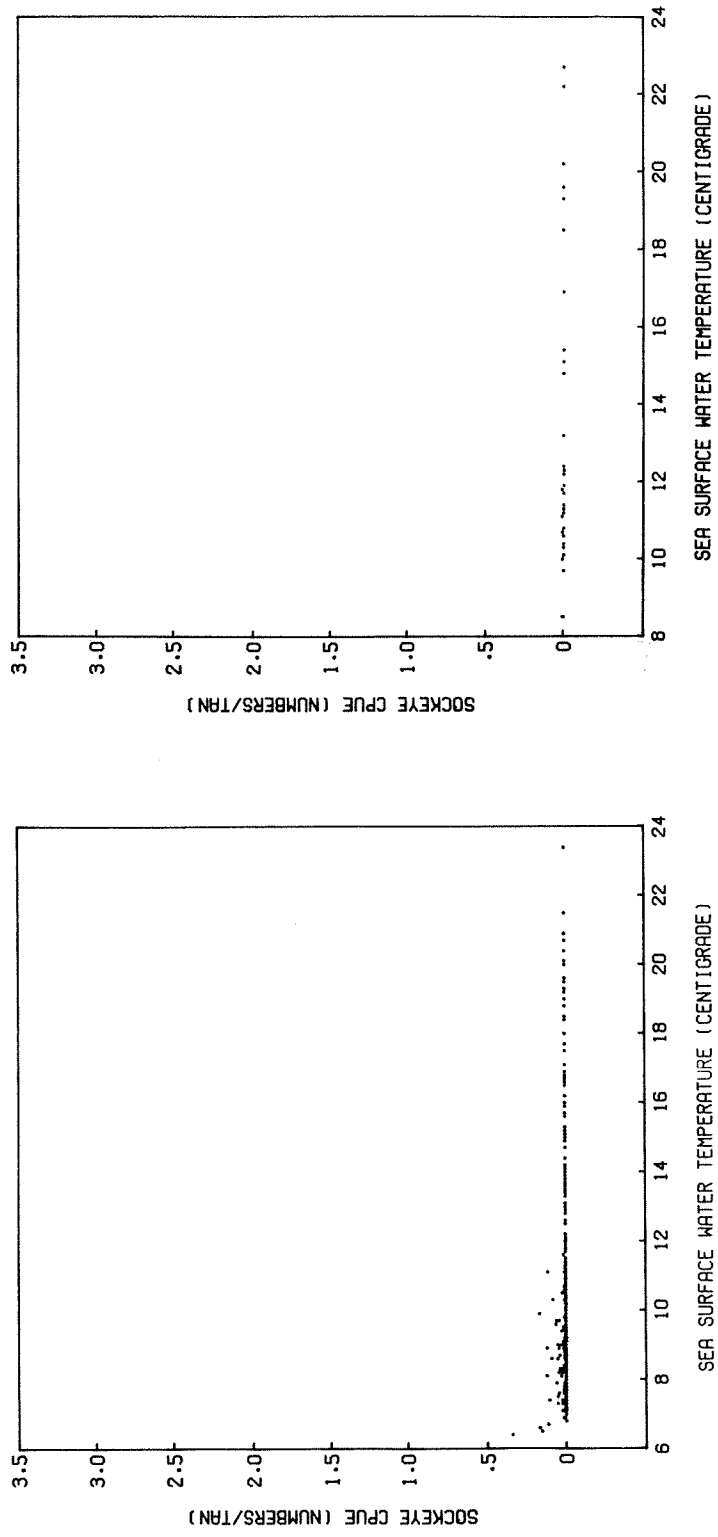 3.5
3.0
2.5
2.0
1.5
1.0
.5
0
SOCKEYE CPUE (NUMBERS/TAN)
6 8 10 12 14 16 18 20 22 24
SEA SURFACE WATER TEMPERATURE (CENTIGRADE)
3.5
3.0
2.5
2.0
1.5
1.0
.5
0
SOCKEYE CPUE (NUMBERS/TAN)
8 10 12 14 16 18 20 22 24
SEA SURFACE WATER TEMPERATURE (CENTIGRADE)